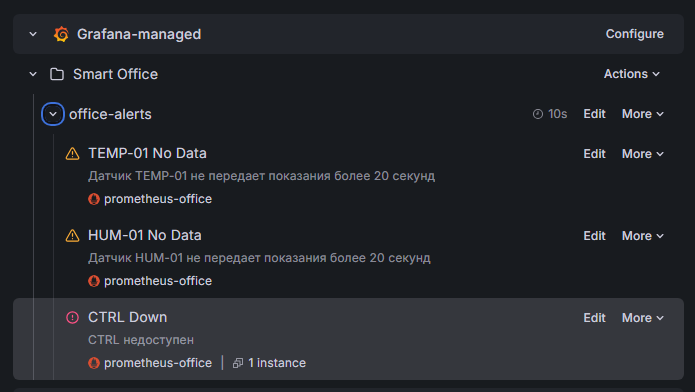 Grafana-managed Configure
Smart Office Actions
office-alerts 10s Edit More
TEMP-01 No Data Edit More
Датчик TEMP-01 не передает показания более 20 секунд
prometheus-office
HUM-01 No Data Edit More
Датчик HUM-01 не передает показания более 20 секунд
prometheus-office
CTRL Down Edit More
CTRL недоступен
prometheus-office | 1 instance